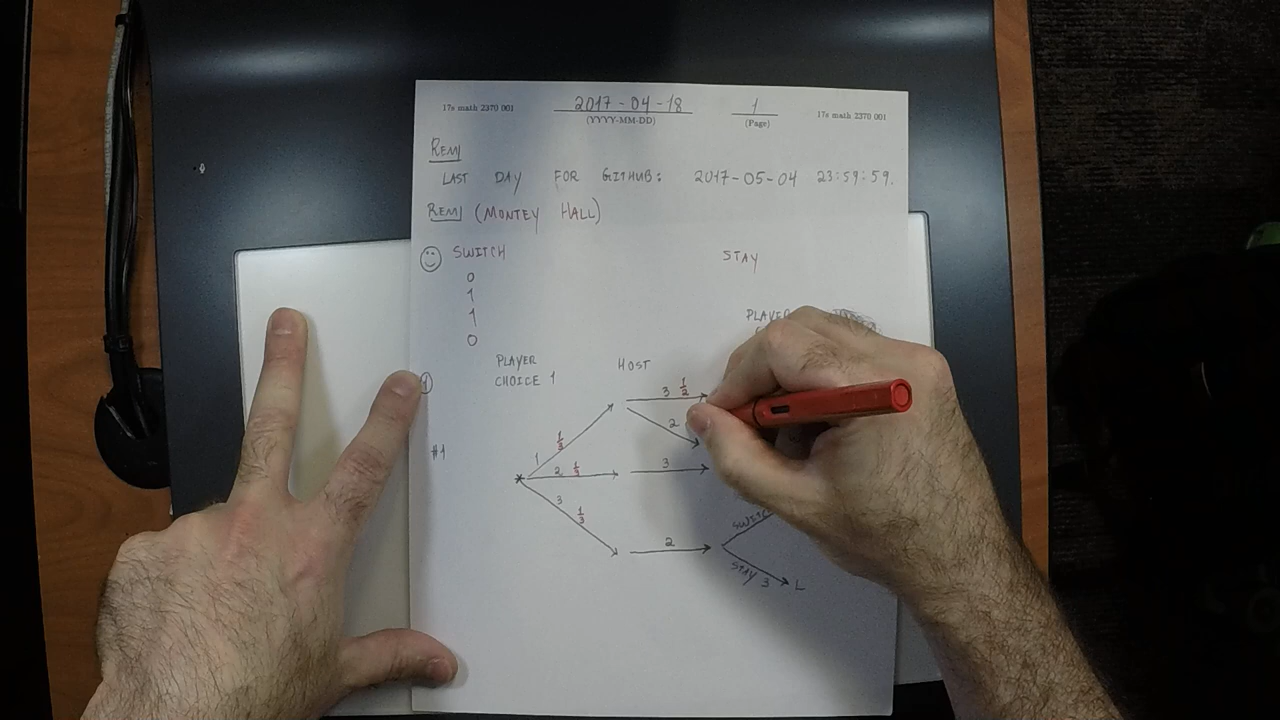 17s math 2370 001 2017-04-18 1 17s math 2370 001
(YYYY-MM-DD) (Page)
REM
LAST DAY FOR GITHUB: 2017-05-04 23:59:59.
REM (MONTEY HALL)
SWITCH STAY
0
1
1
0
PLAYER
PLAYER HOST
1 CHOICE 1
3 1/2
2
1/3
#1
1
2 1/3 3
3
1/3
SWITCH
2
STAY 3 L